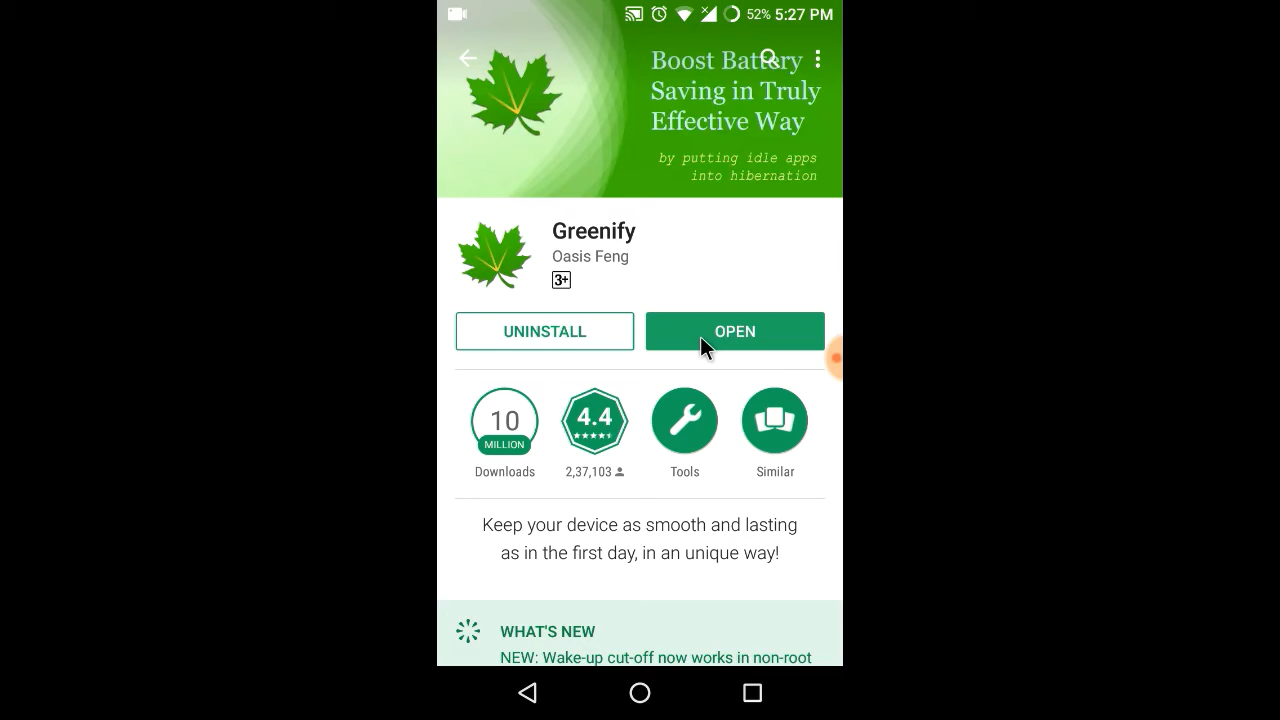 52% 5:27 PM
Boost Battery
Saving in Truly
Effective Way
by putting idle apps
into hibernation
Greenify
Oasis Feng
3+
UNINSTALL
OPEN
10
MILLION
Downloads
4.4
2,37,103
Tools
Similar
Keep your device as smooth and lasting
as in the first day, in an unique way!
WHAT'S NEW
NEW: Wake-up cut-off now works in non-root